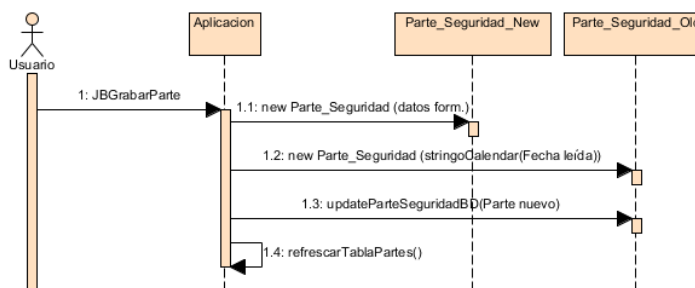 Aplicacion
Parte_Seguridad_New
Parte_Seguridad_Old
Usuario
1: JBGrabarParte
1.1: new Parte_Seguridad (datos form.)
1.2: new Parte_Seguridad (stringoCalendar(Fecha leída))
1.3: updateParteSeguridadBD(Parte nuevo)
1.4: refrescarTablaPartes()